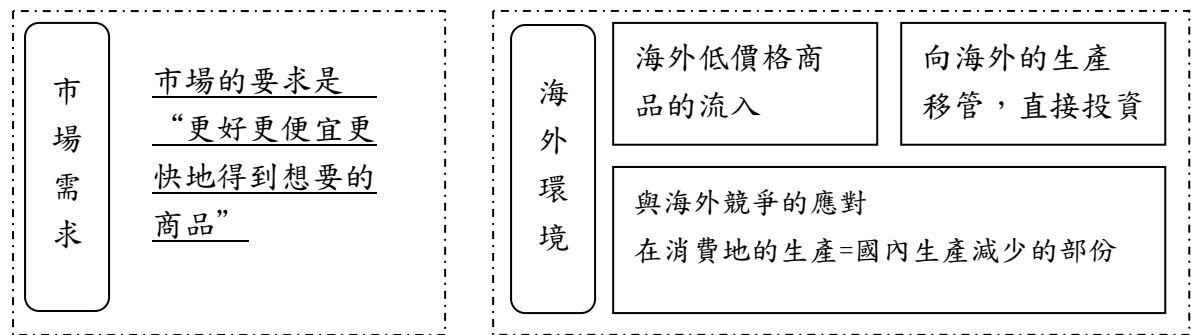 市場需求
市場的要求是
“更好更便宜更
快地得到想要的
商品”
海外環境
海外低價格商
品的流入
向海外的生產
移管，直接投資
與海外競爭的應對
在消費地的生產=國內生產減少的部份